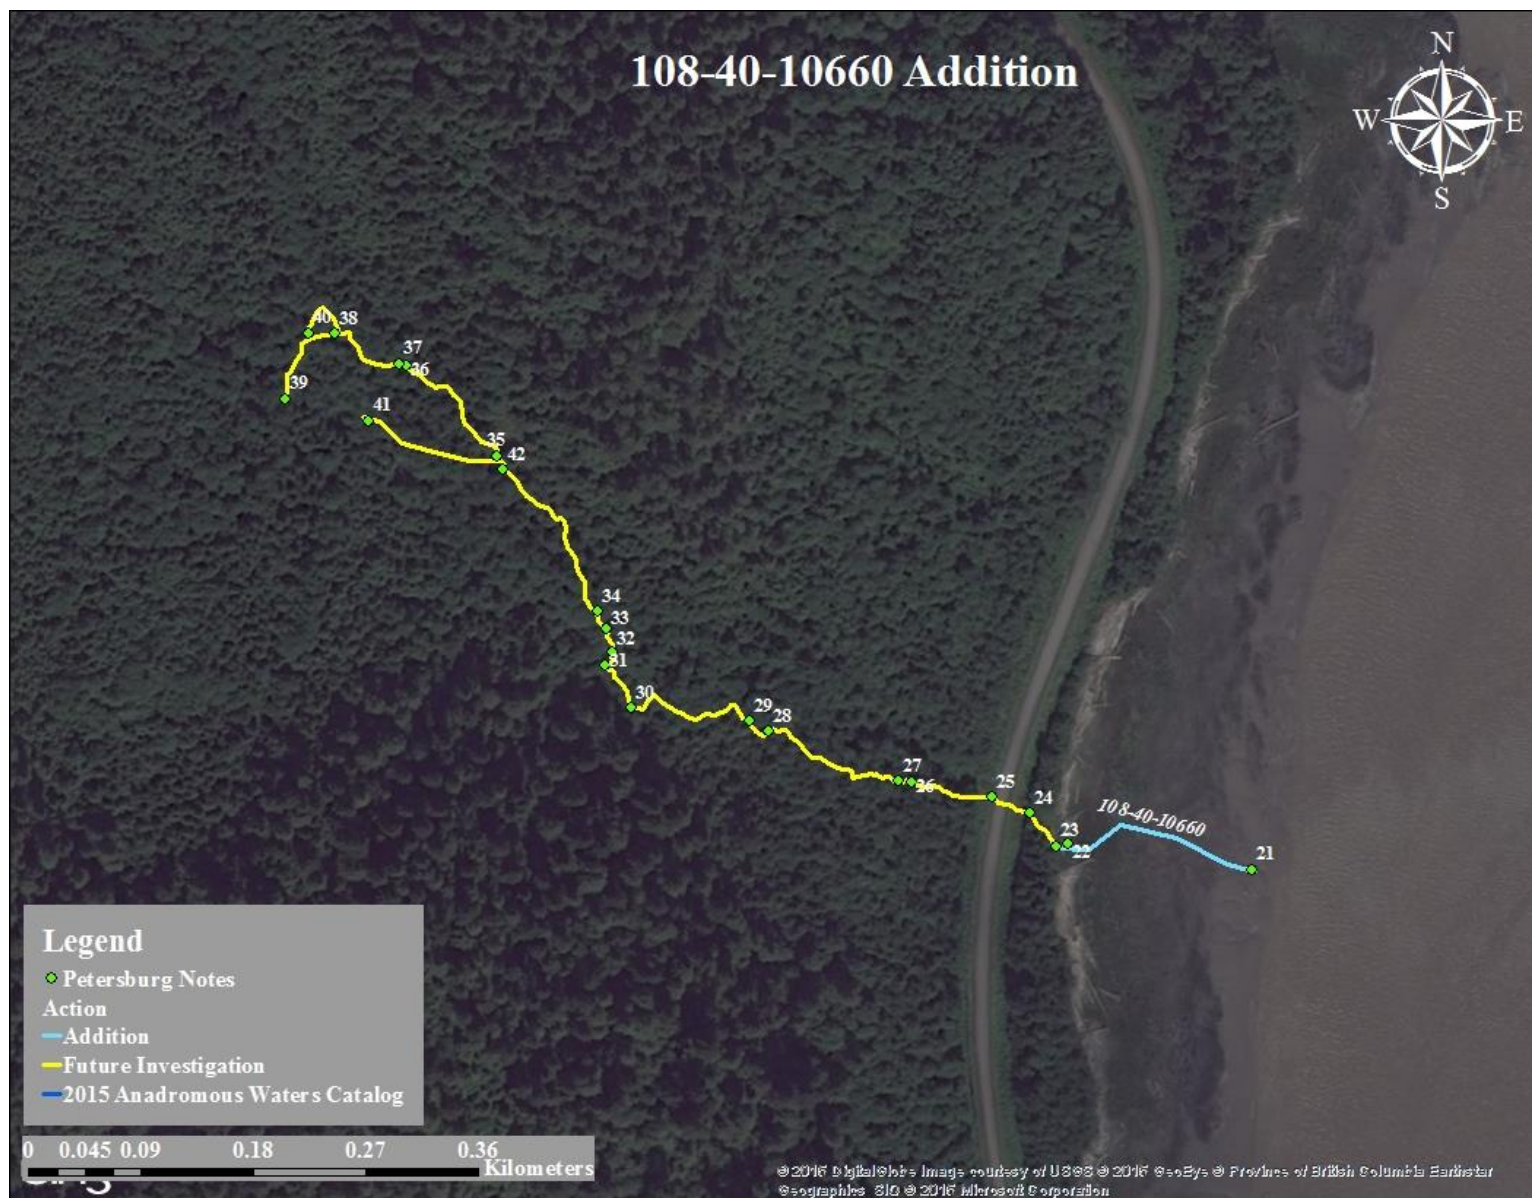 108-40-10660 Addition
N
W E
S
40 38
37
36
39
41
35
42
34
33
32
31
30
29
28
27
26
25
24
23
22
108-40-10660
21
Legend
Petersburg Notes
Action
Addition
Future Investigation
2015 Anadromous Waters Catalog
0 0.045 0.09 0.18 0.27 0.36
Kilometers
© 2016 DigitalGlobe Image courtesy of USGS © 2016 GeoEye © Province of British Columbia Earthstar
Geographics SIO © 2016 Microsoft Corporation